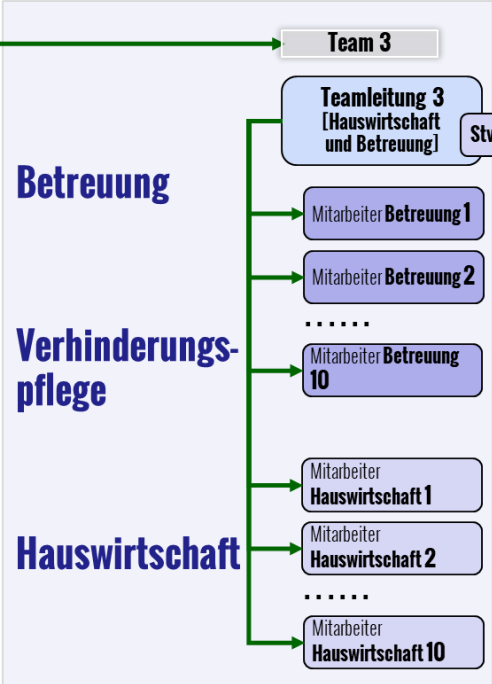 Team 3
Teamleitung 3
[Hauswirtschaft
und Betreuung]
Stv
Betreuung
Mitarbeiter Betreuung 1
Mitarbeiter Betreuung 2
......
Verhinderungs-
pflege
Mitarbeiter Betreuung
10
Mitarbeiter
Hauswirtschaft 1
Hauswirtschaft
Mitarbeiter
Hauswirtschaft 2
......
Mitarbeiter
Hauswirtschaft 10